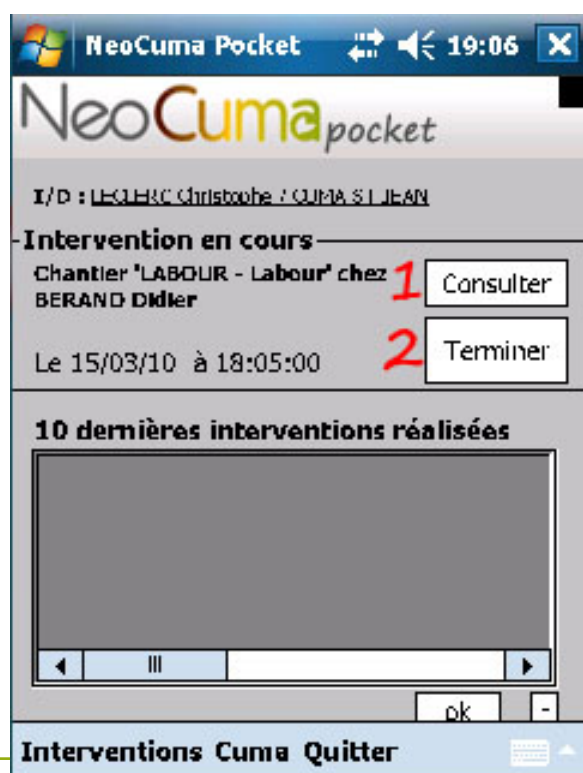 NeoCuma Pocket 19:06
NeoCuma pocket
I/D : LECLERC Christophe / CUMA ST JEAN
Intervention en cours
Chantier 'LABOUR - Labour' chez 1 Consulter
BERAND Didier
Le 15/03/10 à 18:05:00 2 Terminer
10 dernières interventions réalisées
ok -
Interventions Cuma Quitter